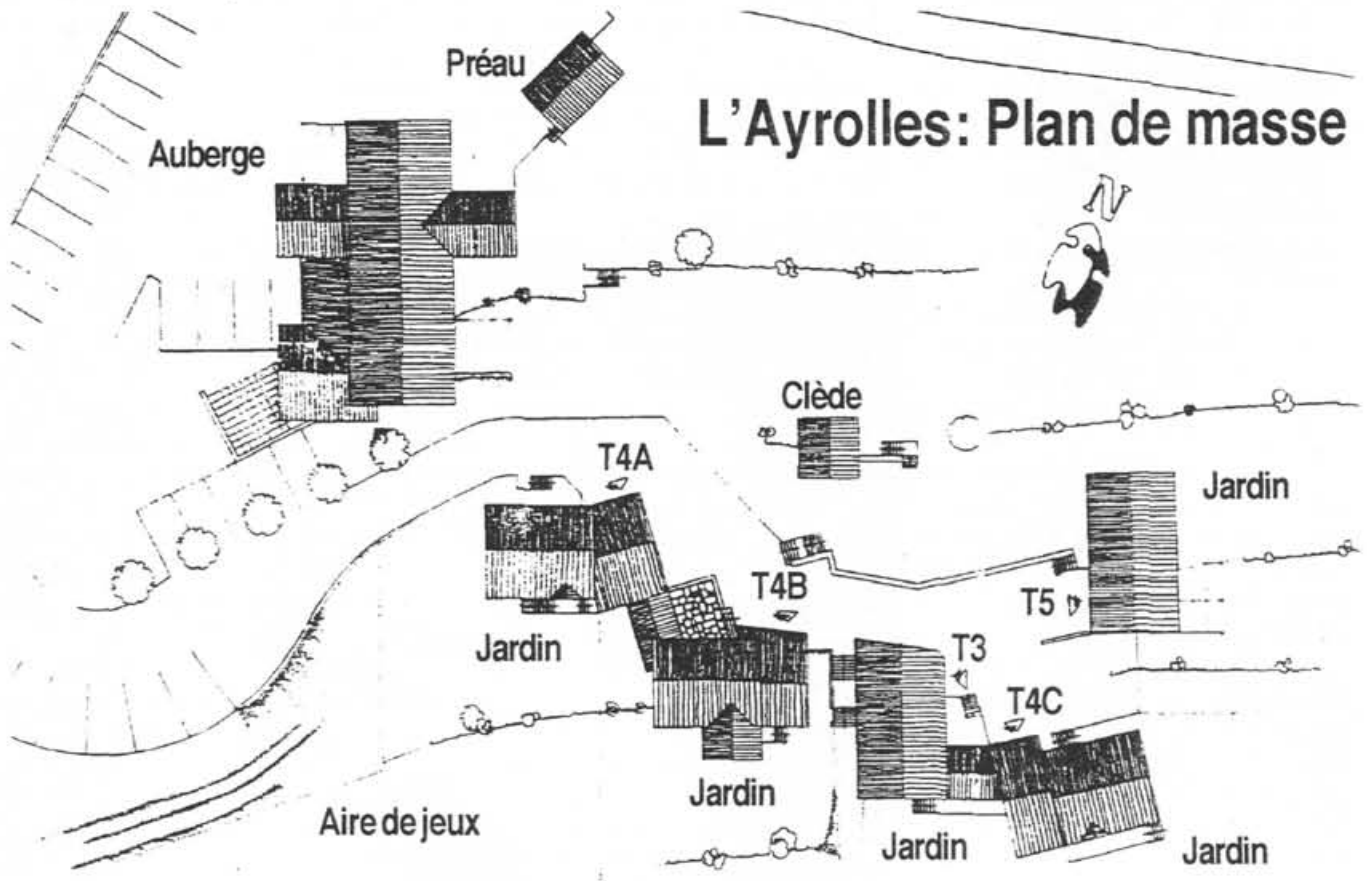 Préau
L'Ayrolles: Plan de masse
Auberge
N
Clède
T4A
Jardin
T4B
T5
Jardin
T3
T4C
Jardin
Aire de jeux
Jardin
Jardin